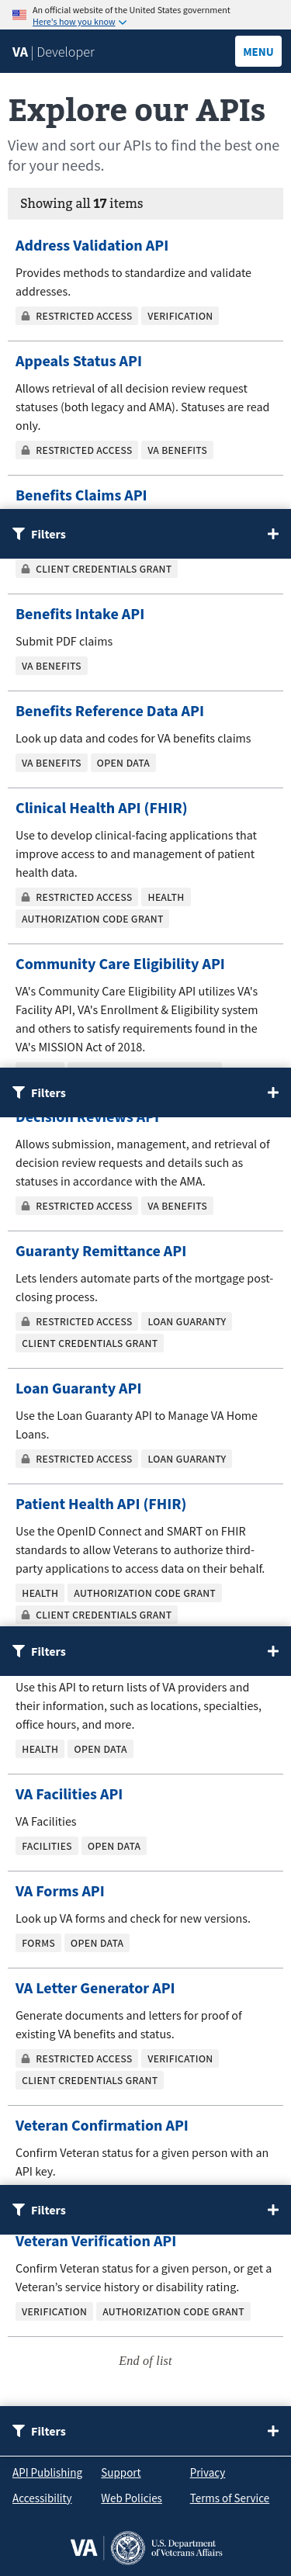 An official website of the United States government
Here's how you know
VA | Developer
MENU
Explore our APIs
View and sort our APIs to find the best one
for your needs.
Showing all 17 items
Address Validation API
Provides methods to standardize and validate
addresses.
RESTRICTED ACCESS VERIFICATION
Appeals Status API
Allows retrieval of all decision review request
statuses (both legacy and AMA). Statuses are read
only.
RESTRICTED ACCESS VA BENEFITS
Benefits Claims API
Filters
CLIENT CREDENTIALS GRANT
Benefits Intake API
Submit PDF claims
VA BENEFITS
Benefits Reference Data API
Look up data and codes for VA benefits claims
VA BENEFITS OPEN DATA
Clinical Health API (FHIR)
Use to develop clinical-facing applications that
improve access to and management of patient
health data.
RESTRICTED ACCESS HEALTH
AUTHORIZATION CODE GRANT
Community Care Eligibility API
VA's Community Care Eligibility API utilizes VA's
Facility API, VA's Enrollment & Eligibility system
and others to satisfy requirements found in the
VA's MISSION Act of 2018.
Filters
Decision Reviews API
Allows submission, management, and retrieval of
decision review requests and details such as
statuses in accordance with the AMA.
RESTRICTED ACCESS VA BENEFITS
Guaranty Remittance API
Lets lenders automate parts of the mortgage post-
closing process.
RESTRICTED ACCESS LOAN GUARANTY
CLIENT CREDENTIALS GRANT
Loan Guaranty API
Use the Loan Guaranty API to Manage VA Home
Loans.
RESTRICTED ACCESS LOAN GUARANTY
Patient Health API (FHIR)
Use the OpenID Connect and SMART on FHIR
standards to allow Veterans to authorize third-
party applications to access data on their behalf.
HEALTH AUTHORIZATION CODE GRANT
CLIENT CREDENTIALS GRANT
Filters
Use this API to return lists of VA providers and
their information, such as locations, specialties,
office hours, and more.
HEALTH OPEN DATA
VA Facilities API
VA Facilities
FACILITIES OPEN DATA
VA Forms API
Look up VA forms and check for new versions.
FORMS OPEN DATA
VA Letter Generator API
Generate documents and letters for proof of
existing VA benefits and status.
RESTRICTED ACCESS VERIFICATION
CLIENT CREDENTIALS GRANT
Veteran Confirmation API
Confirm Veteran status for a given person with an
API key.
Filters
Veteran Verification API
Confirm Veteran status for a given person, or get a
Veteran’s service history or disability rating.
VERIFICATION AUTHORIZATION CODE GRANT
End of list
Filters
API Publishing Support Privacy
Accessibility Web Policies Terms of Service
VA U.S. Department
of Veterans Affairs